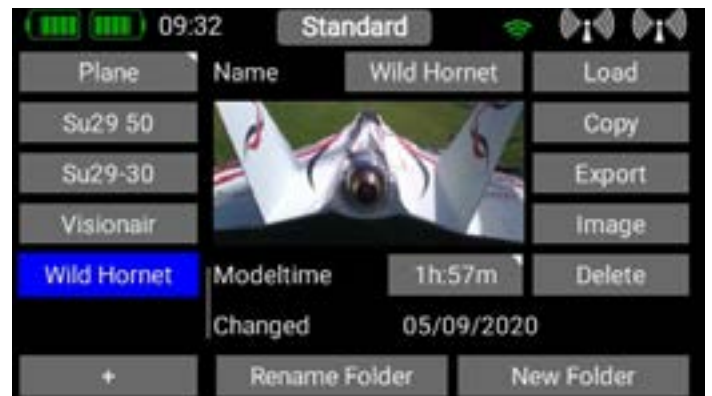 09:32 Standard
Plane Name Wild Hornet Load
Su29 50 Copy
Su29-30 Export
Visionair Image
Wild Hornet Modeltime 1h:57m Delete
Changed 05/09/2020
+ Rename Folder New Folder